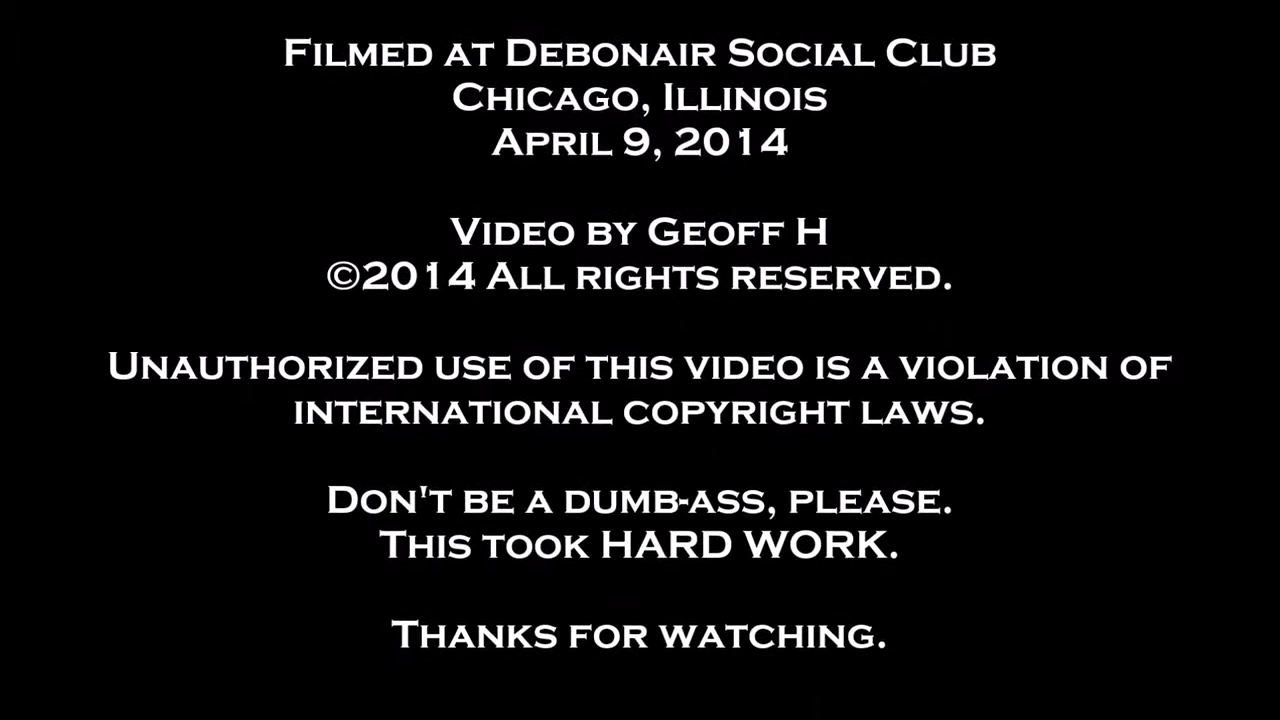 Filmed at Debonair Social Club
Chicago, Illinois
April 9, 2014
Video by Geoff H
©2014 All rights reserved.
Unauthorized use of this video is a violation of
international copyright laws.
Don't be a dumb-ass, please.
This took HARD WORK.
Thanks for watching.